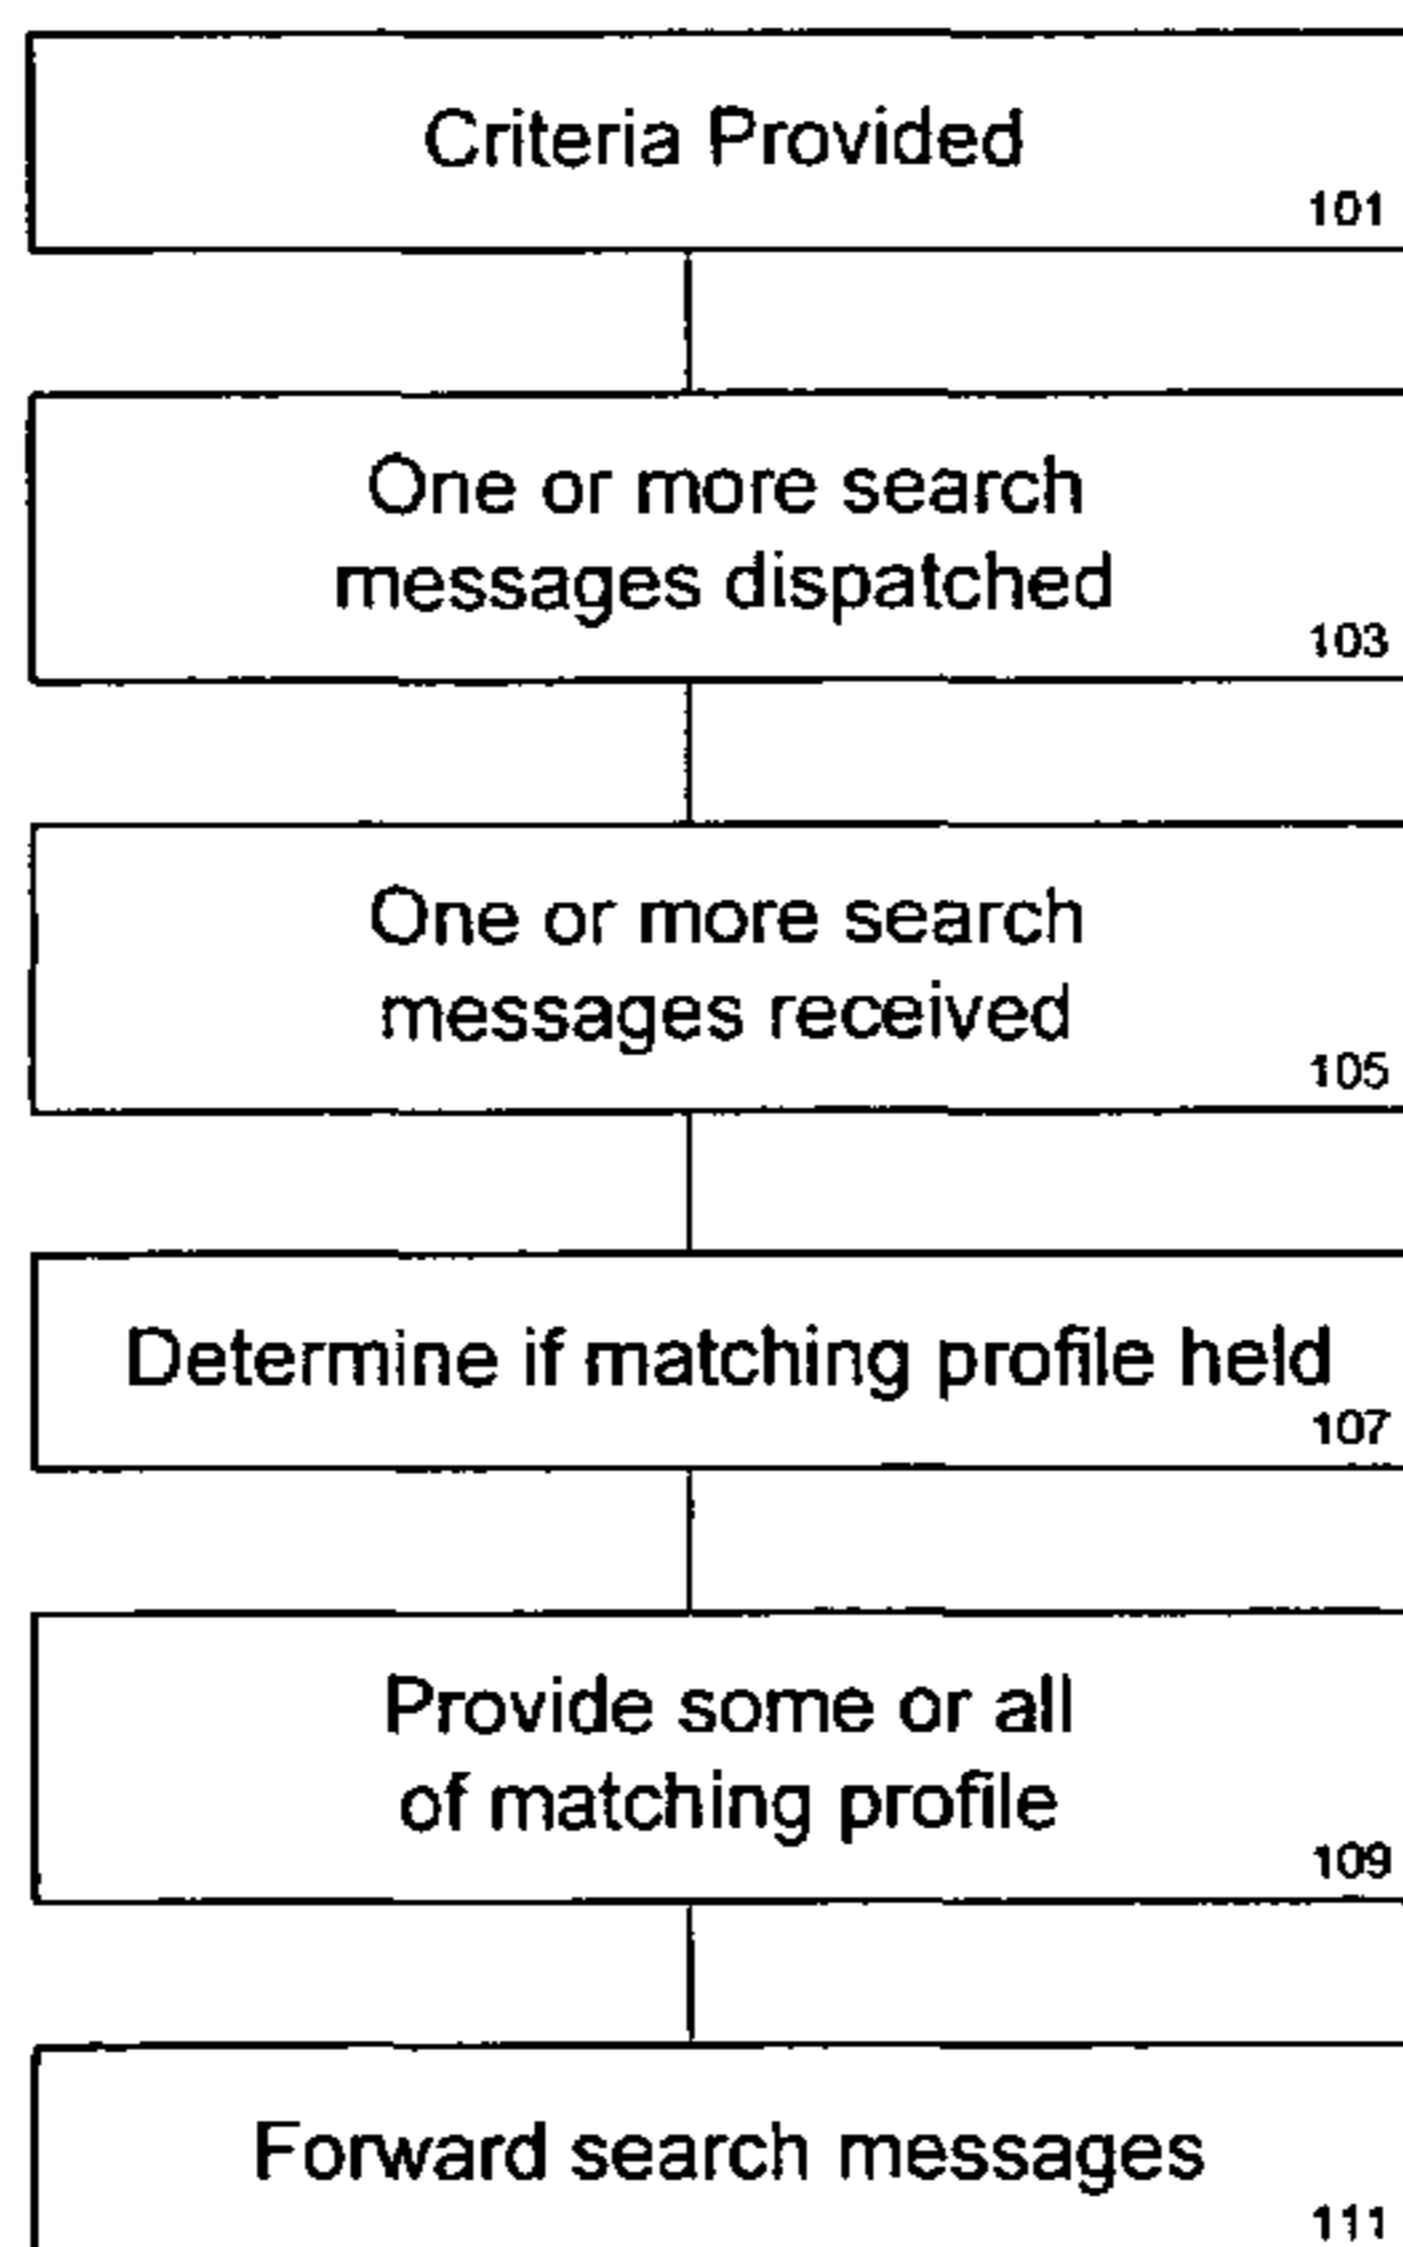 Criteria Provided
101
One or more search
messages dispatched
103
One or more search
messages received
105
Determine if matching profile held
107
Provide some or all
of matching profile
109
Forward search messages
111